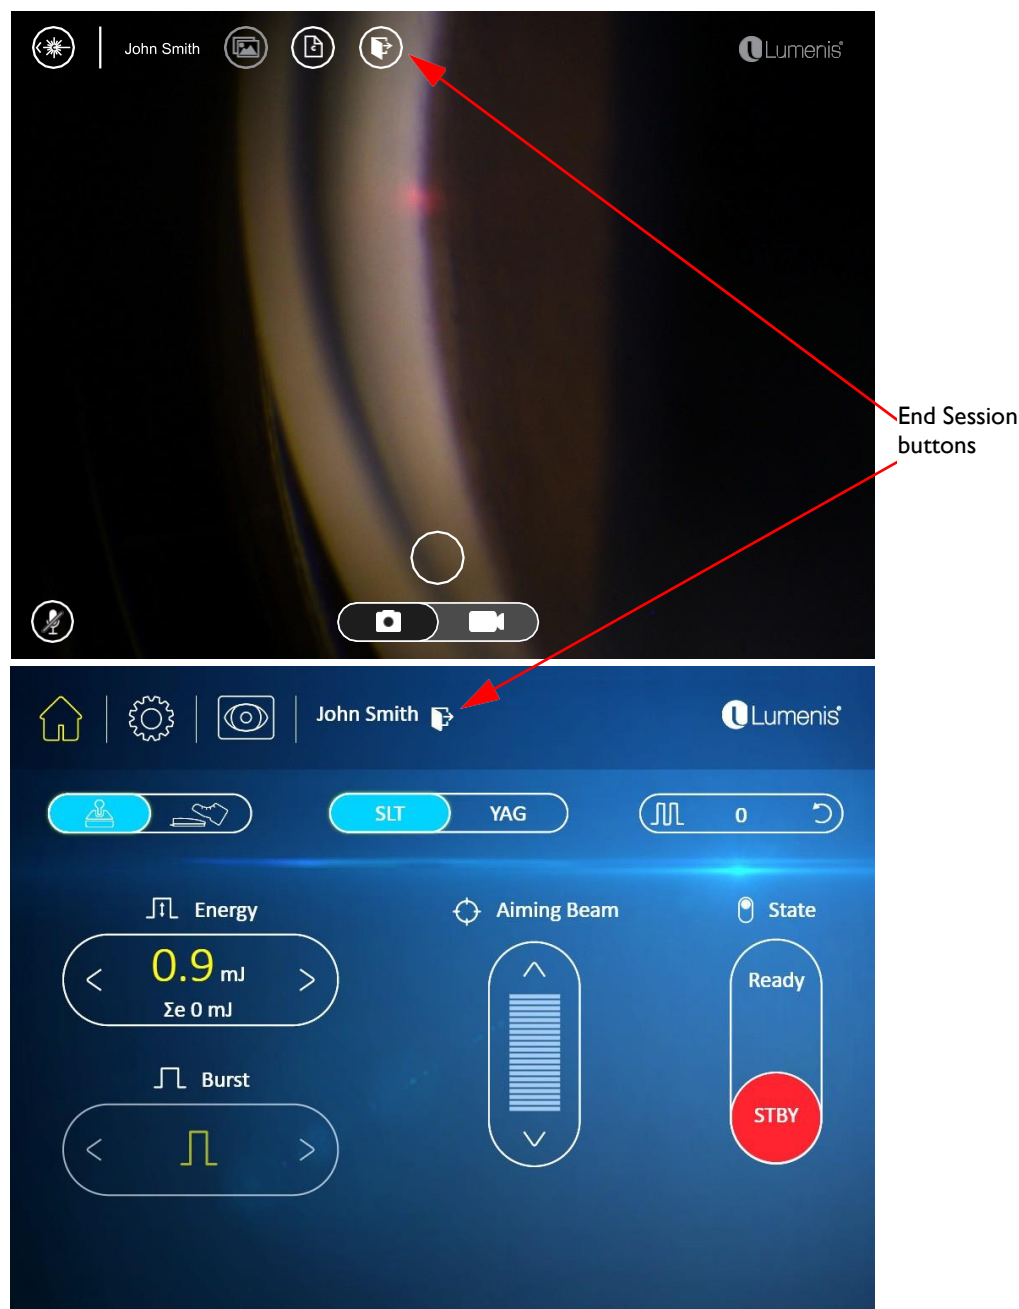 John Smith
Lumenis®
End Session
buttons
John Smith
Lumenis®
SLT
YAG
0
Energy
Aiming Beam
State
0.9 mJ
Σe 0 mJ
Ready
Burst
STBY